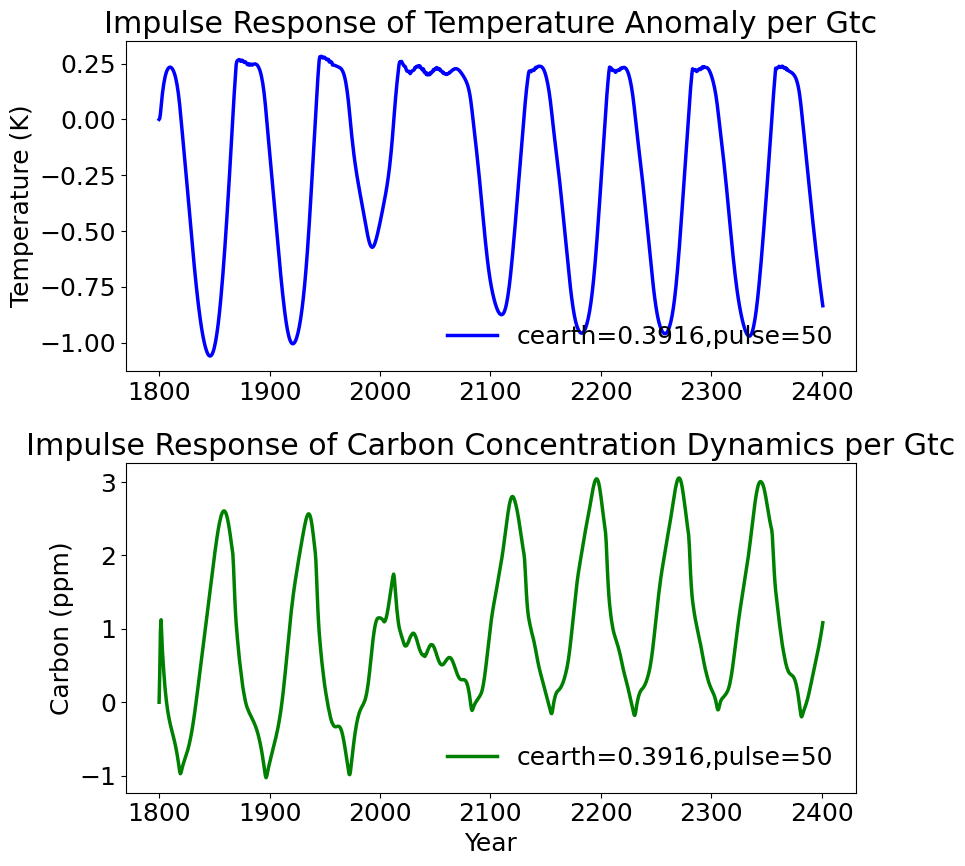 Impulse Response of Temperature Anomaly per Gtc
Temperature (K)
0.25
0.00
−0.25
−0.50
−0.75
−1.00
cearth=0.3916,pulse=50
1800 1900 2000 2100 2200 2300 2400
Impulse Response of Carbon Concentration Dynamics per Gtc
Carbon (ppm)
3
2
1
0
−1
cearth=0.3916,pulse=50
1800 1900 2000 2100 2200 2300 2400
Year